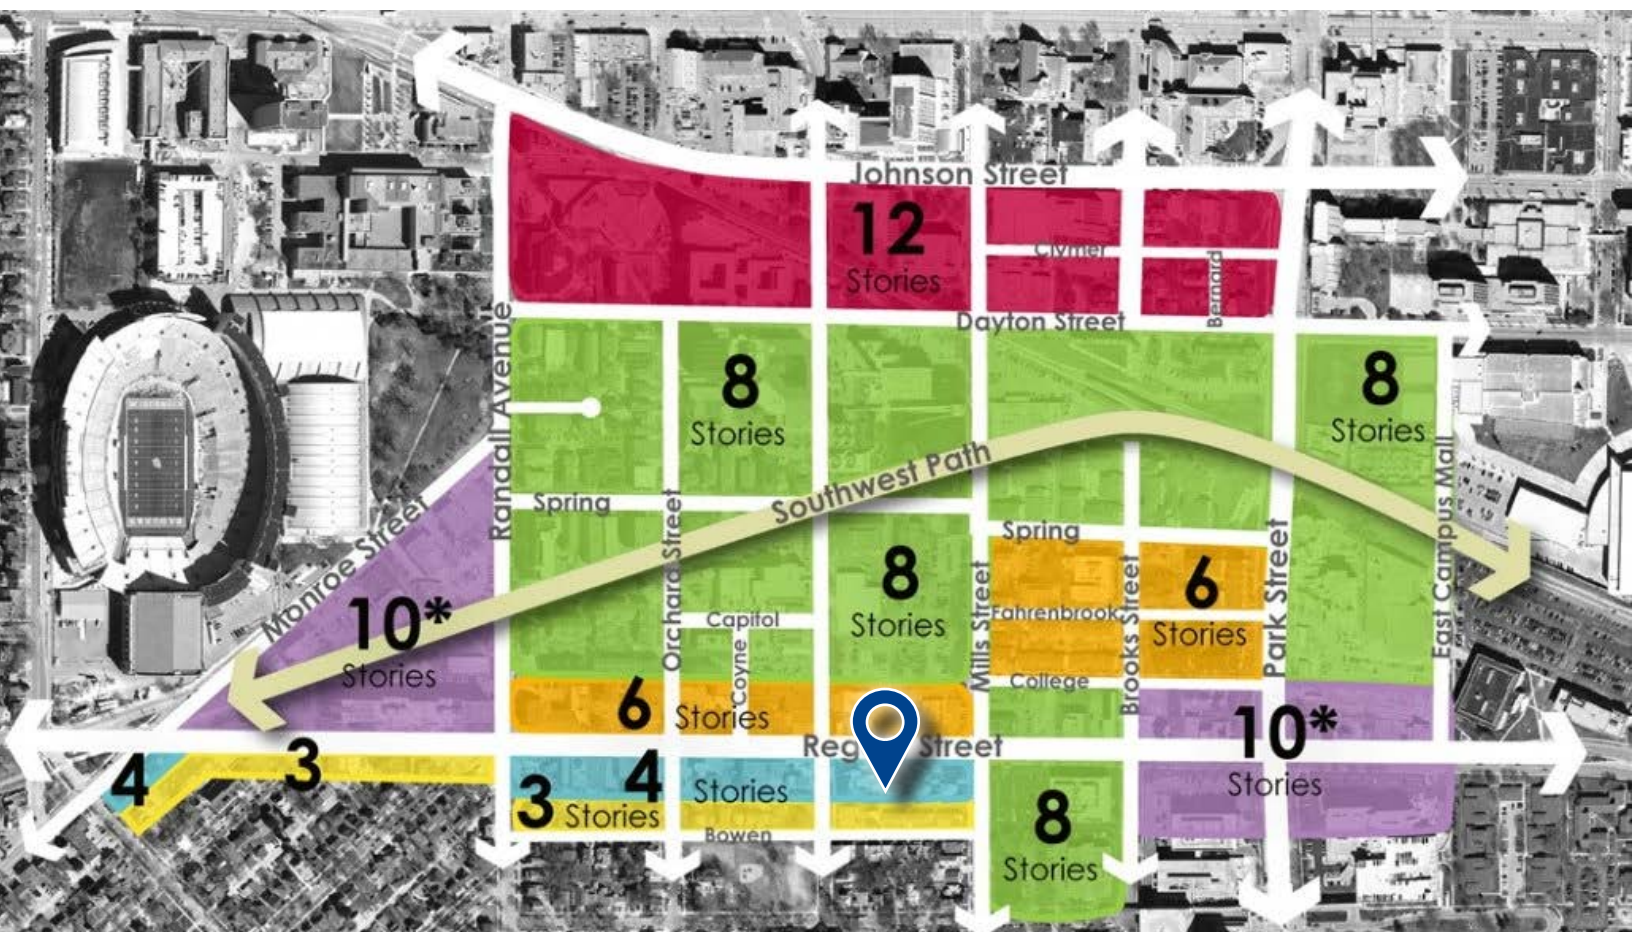 Johnson Street
12
Stories
Clymer
Bernard
Dayton Street
Randall Avenue
8
Stories
8
Stories
Southwest Path
Spring
Orchard Street
Monroe Street
10*
Stories
8
Stories
Spring
Fahrenbrook
6
Stories
Mills Street
Brooks Street
Park Street
East Campus Mall
Capitol
Coyne
College
6 Stories
Reg Street
10*
Stories
4
3
3 Stories
4 Stories
Bowen
8
Stories